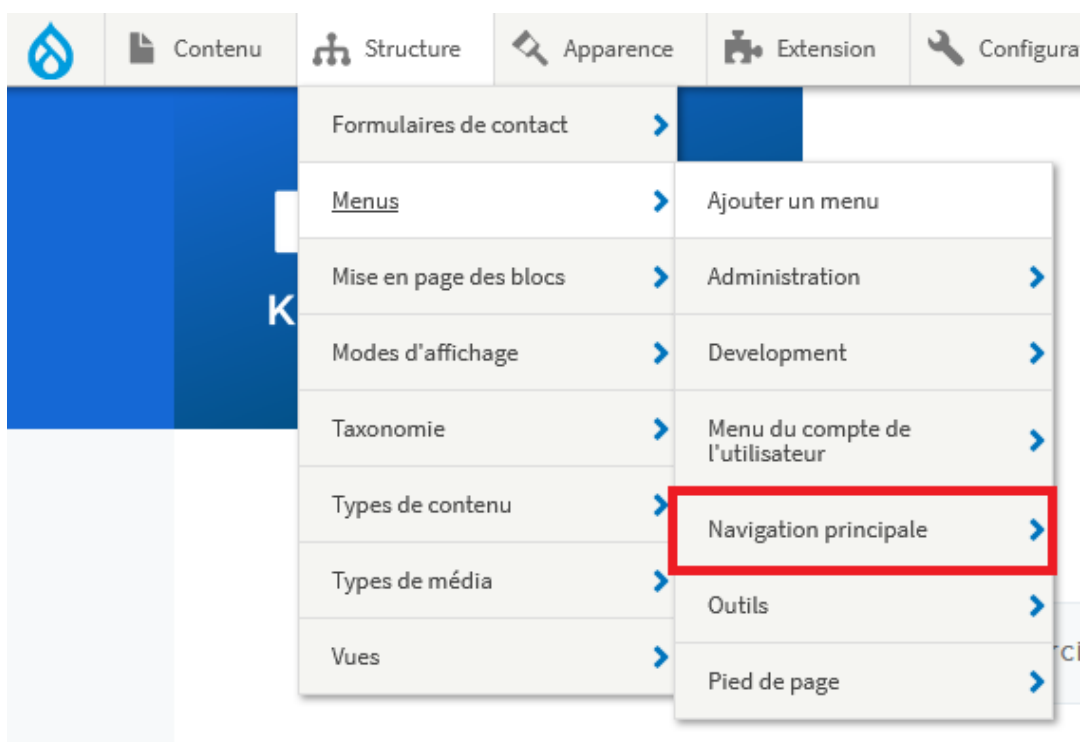 Contenu
Structure
Apparence
Extension
Configura
Formulaires de contact
Menus
Mise en page des blocs
Modes d'affichage
Taxonomie
Types de contenu
Types de média
Vues
Ajouter un menu
Administration
Development
Menu du compte de
l'utilisateur
Navigation principale
Outils
Pied de page
K
rci